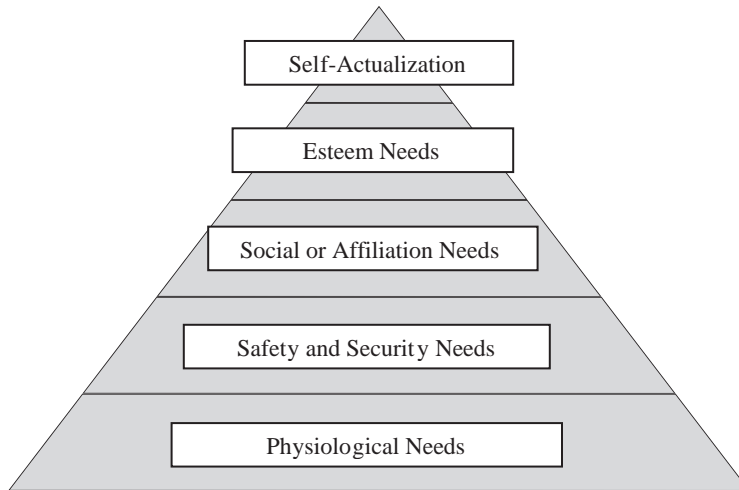 Self-Actualization
Esteem Needs
Social or Affiliation Needs
Safety and Security Needs
Physiological Needs